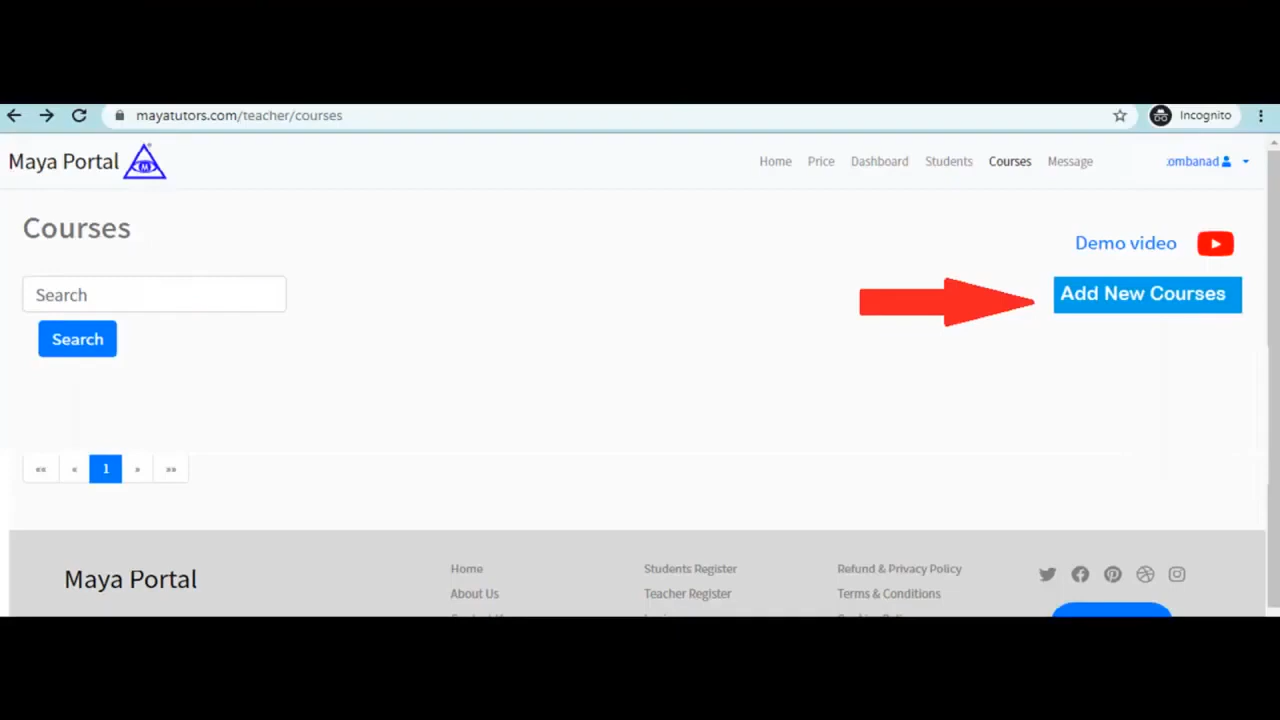 mayatutors.com/teacher/courses
Incognito
Maya Portal
M
Home Price Dashboard Students Courses Message
ombanad
Courses
Demo video
Search
Add New Courses
Search
«« « 1 » »»
Maya Portal
Home
Students Register
Refund & Privacy Policy
About Us
Teacher Register
Terms & Conditions